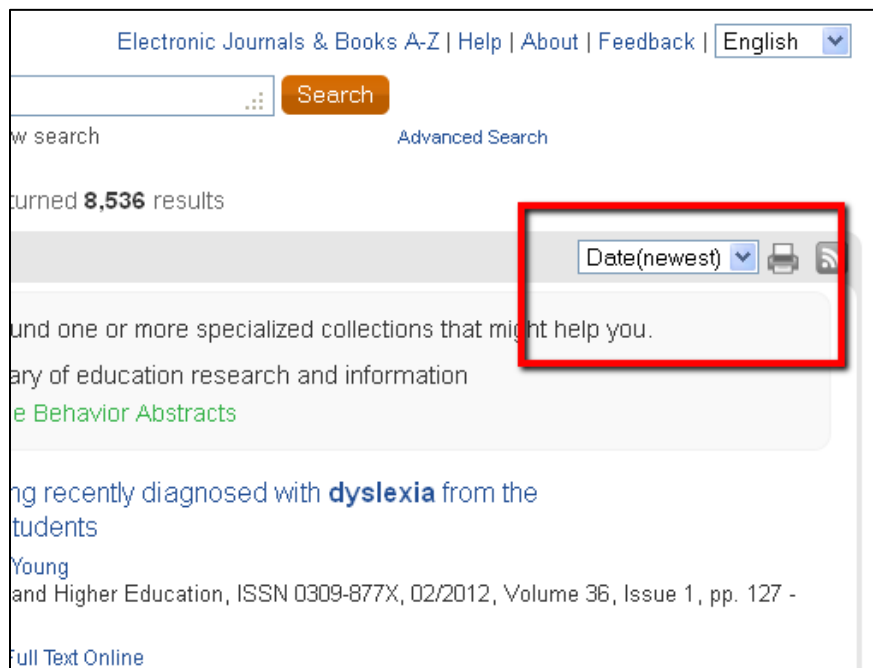 Electronic Journals & Books A-Z | Help | About | Feedback | English
Search
w search Advanced Search
turned 8,536 results
Date(newest)
und one or more specialized collections that might help you.
ary of education research and information
e Behavior Abstracts
ng recently diagnosed with dyslexia from the
tudents
Young
and Higher Education, ISSN 0309-877X, 02/2012, Volume 36, Issue 1, pp. 127 -
Full Text Online